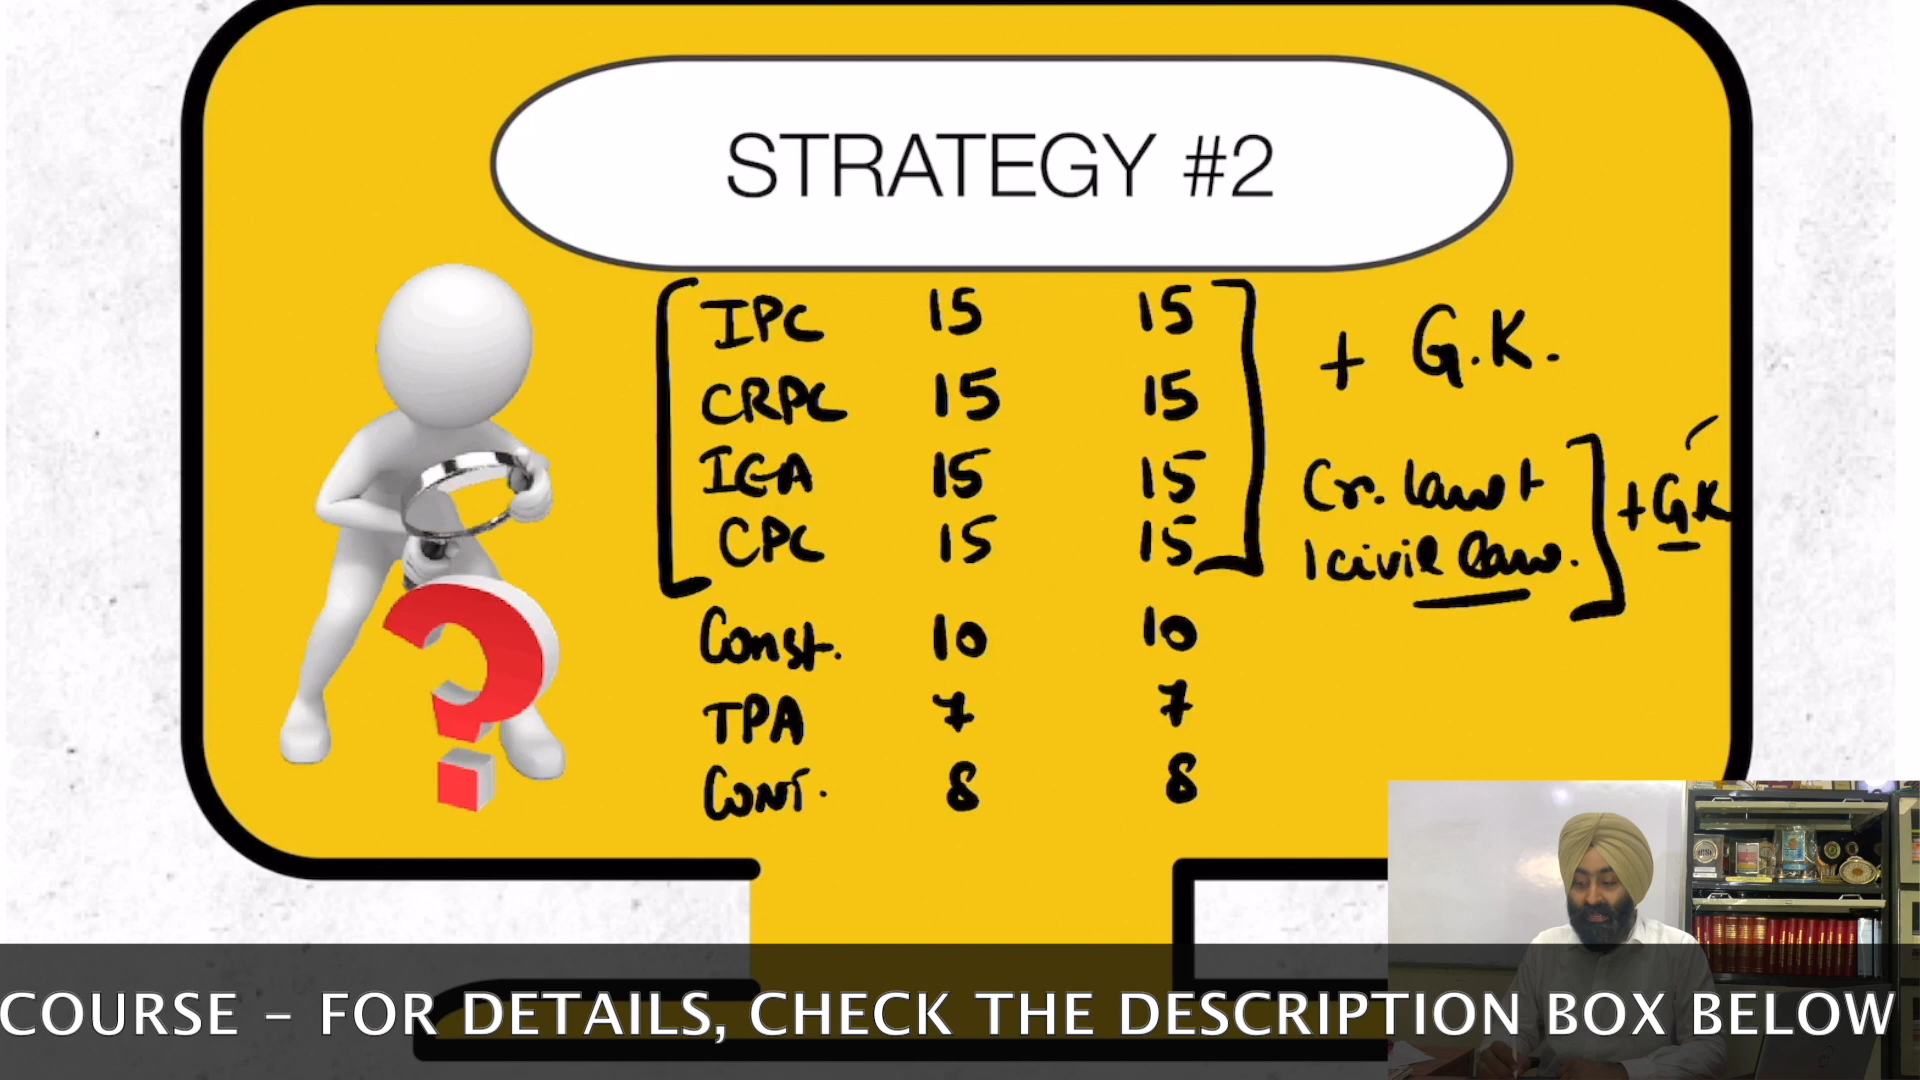 STRATEGY #2
IPC 15 15
CRPC 15 15
IEA 15 15
CPC 15 15
Const. 10 10
TPA 7 7
Cont. 8 8
+ G.K.
Cr. law +
1 civil law.
+ G.K
COURSE – FOR DETAILS, CHECK THE DESCRIPTION BOX BELOW